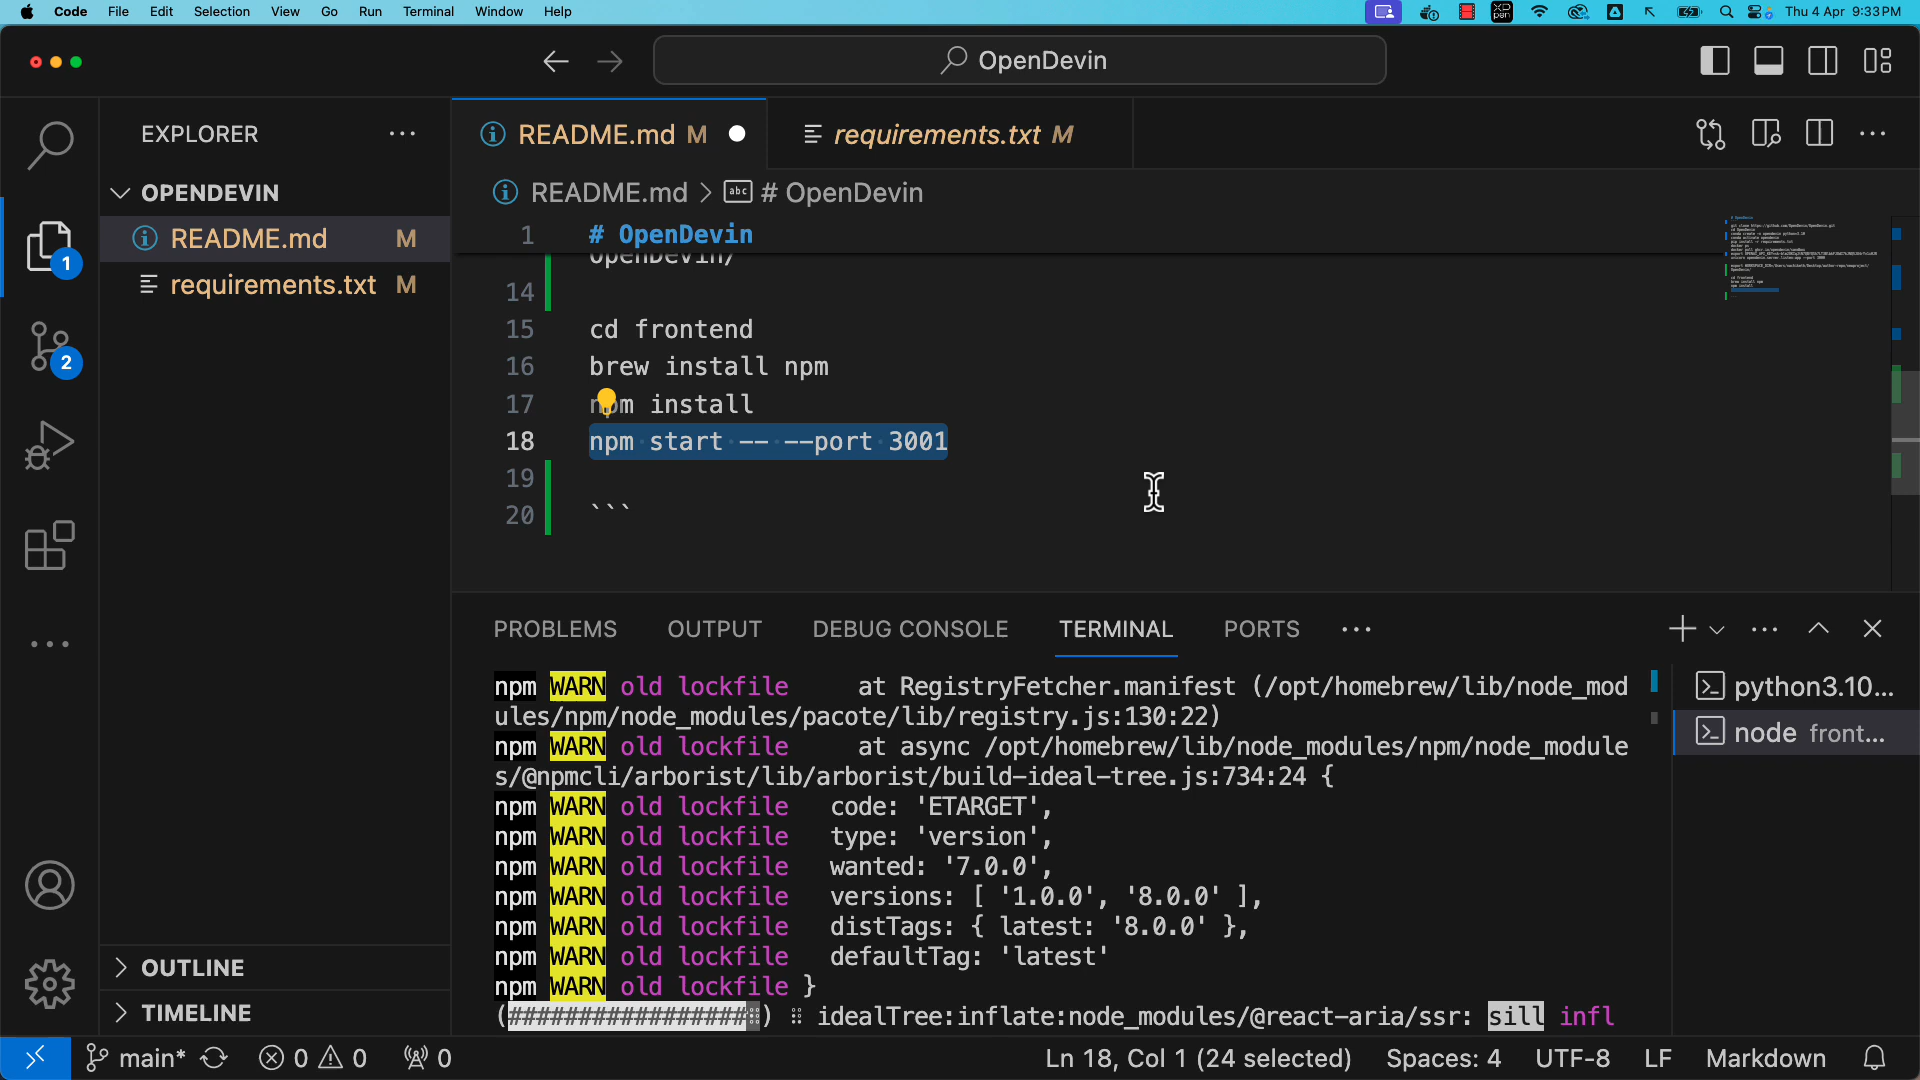 Code File Edit Selection View Go Run Terminal Window Help
Thu 4 Apr 9:33 PM
OpenDevin
EXPLORER
OPENDEVIN
README.md M
requirements.txt M
1
2
README.md M
requirements.txt M
README.md > abc # OpenDevin
1 # OpenDevin
opendevin/
14
15 cd frontend
16 brew install npm
17 npm install
18 npm start -- --port 3001
19
20 ```
PROBLEMS OUTPUT DEBUG CONSOLE TERMINAL PORTS
npm WARN old lockfile at RegistryFetcher.manifest (/opt/homebrew/lib/node_mod
ules/npm/node_modules/pacote/lib/registry.js:130:22)
npm WARN old lockfile at async /opt/homebrew/lib/node_modules/npm/node_module
s/@npmcli/arborist/lib/arborist/build-ideal-tree.js:734:24 {
npm WARN old lockfile code: 'ETARGET',
npm WARN old lockfile type: 'version',
npm WARN old lockfile wanted: '7.0.0',
npm WARN old lockfile versions: [ '1.0.0', '8.0.0' ],
npm WARN old lockfile distTags: { latest: '8.0.0' },
npm WARN old lockfile defaultTag: 'latest'
npm WARN old lockfile }
(#################⠿) ⠿ idealTree:inflate:node_modules/@react-aria/ssr: sill infl
python3.10...
node front...
OUTLINE
TIMELINE
main* 0 0 0
Ln 18, Col 1 (24 selected) Spaces: 4 UTF-8 LF Markdown